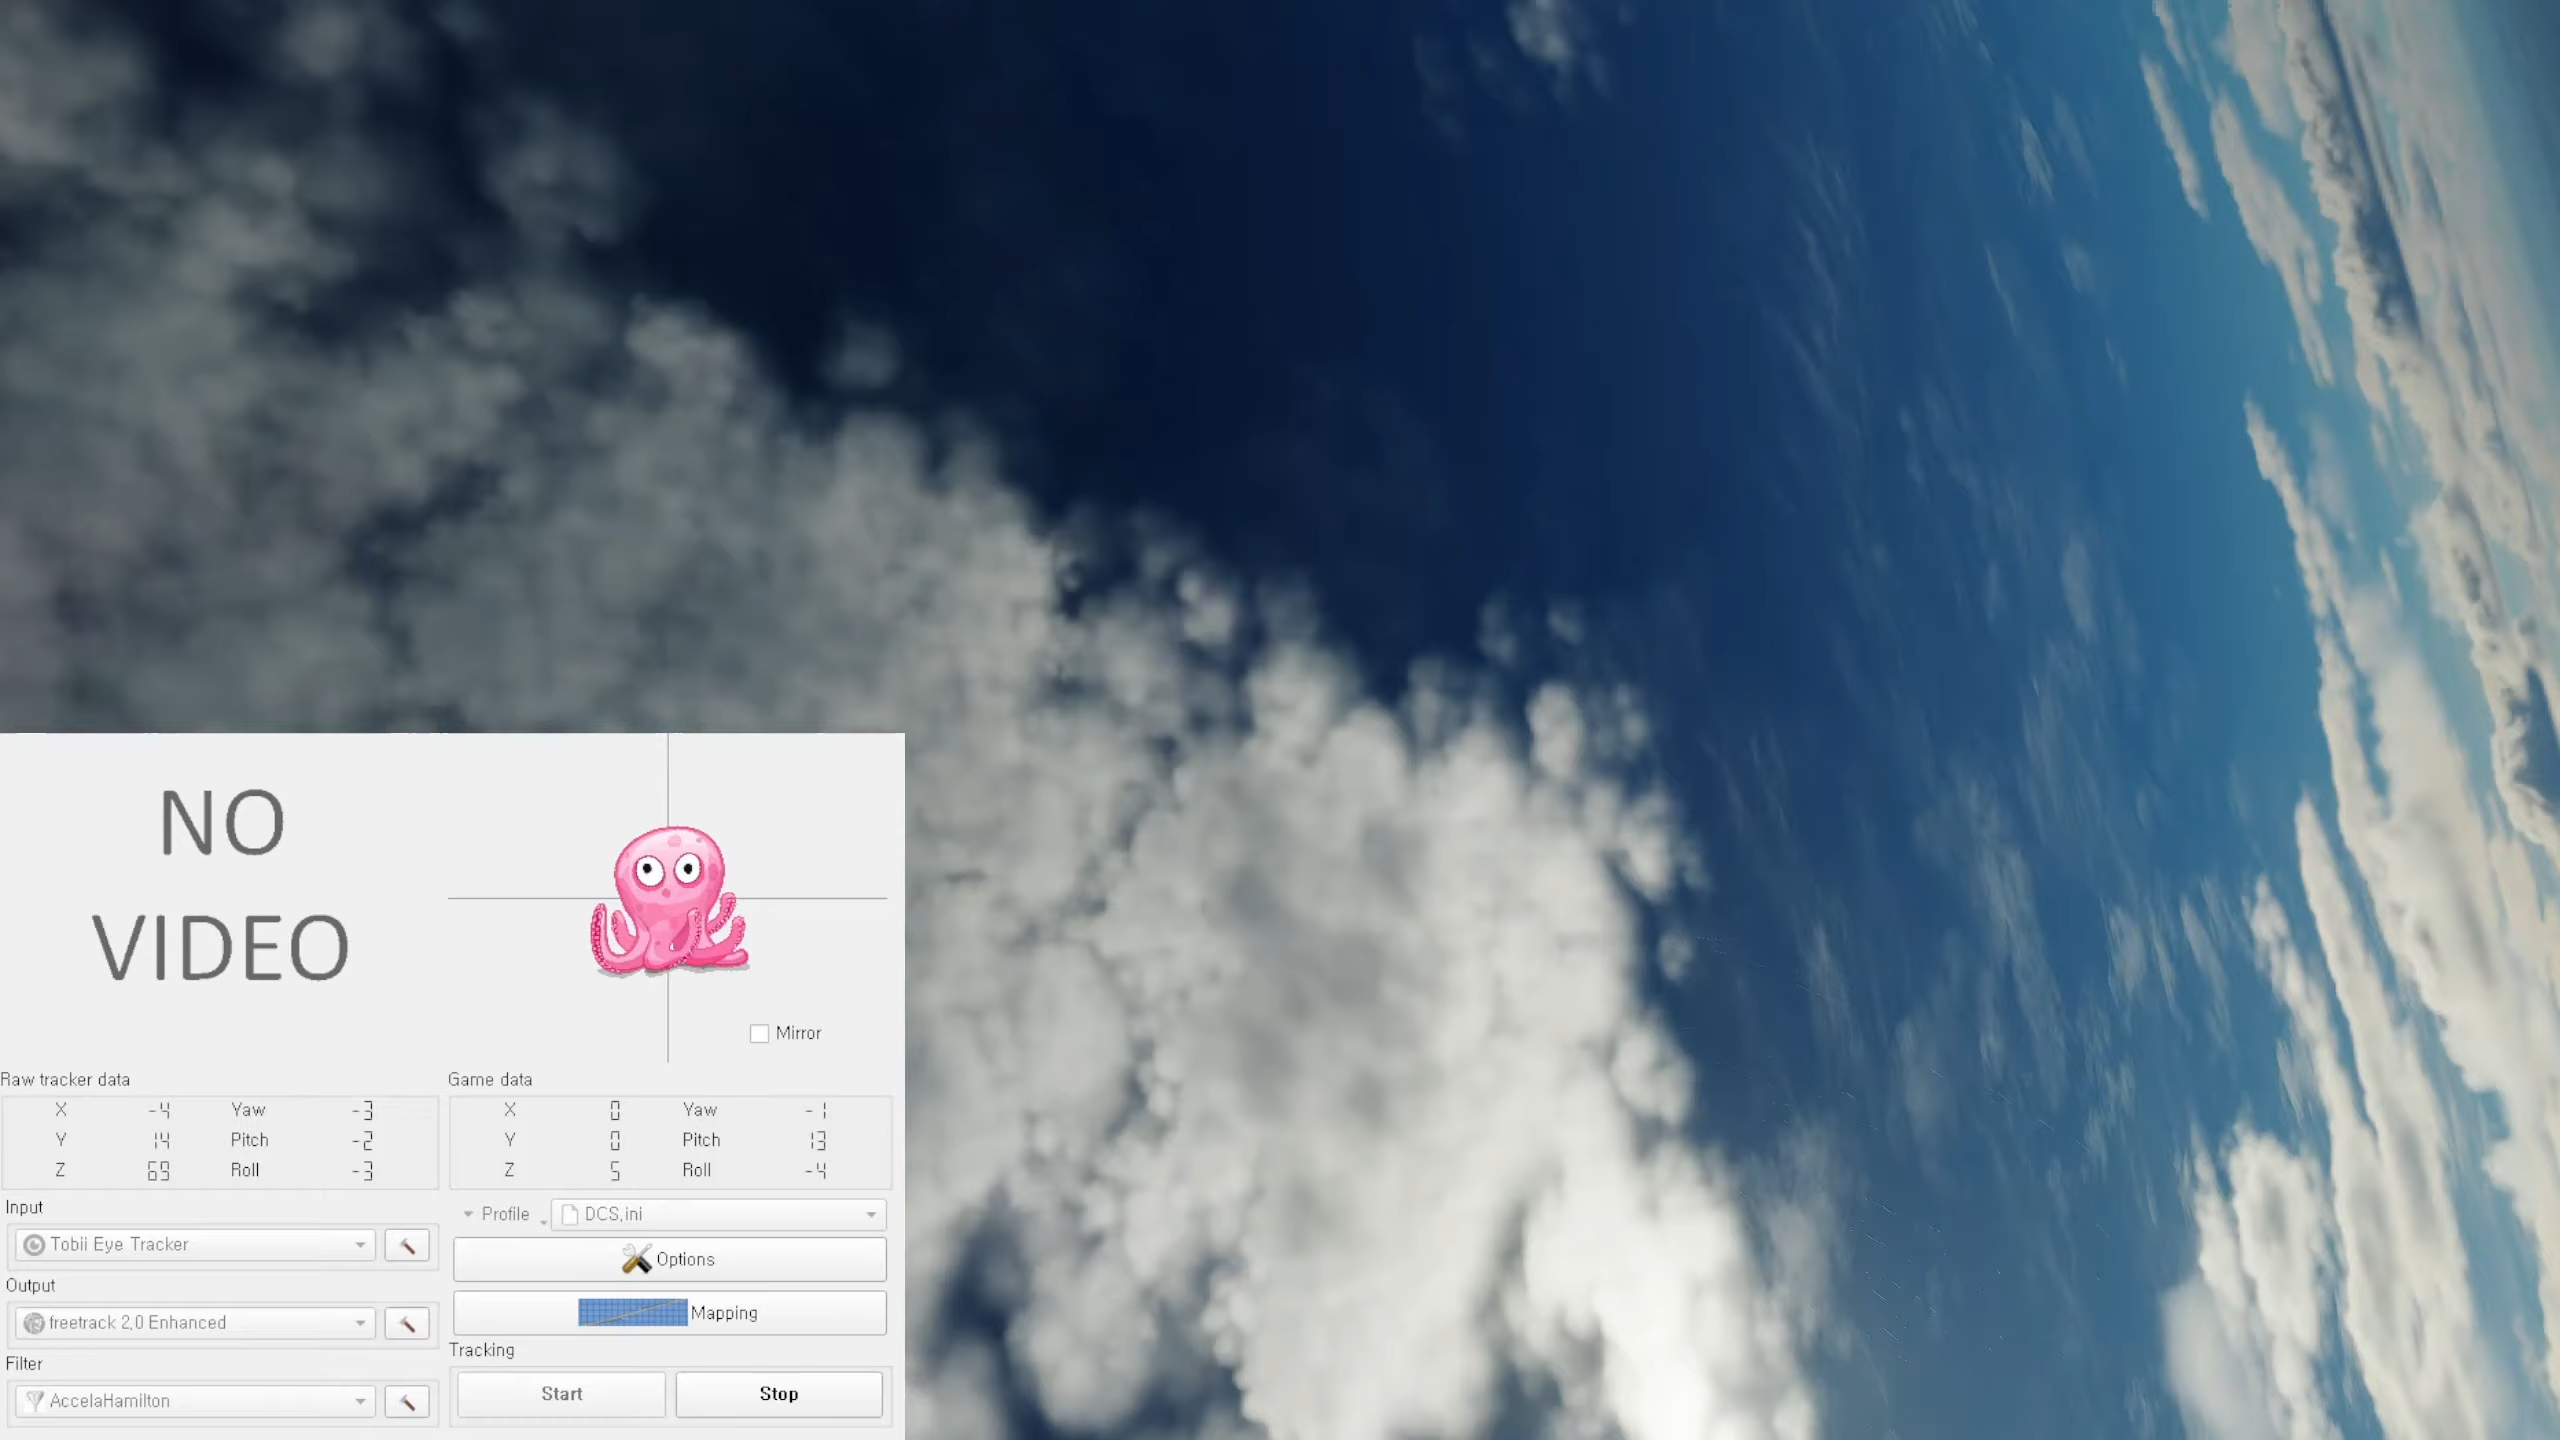 NO
VIDEO
Mirror
Raw tracker data
X -4 Yaw -3
Y 14 Pitch -2
Z 69 Roll -3
Game data
X 0 Yaw -1
Y 0 Pitch 13
Z 5 Roll -4
Input
Tobii Eye Tracker
Output
freetrack 2,0 Enhanced
Filter
AccelaHamilton
Profile DCS,ini
Options
Mapping
Tracking
Start Stop